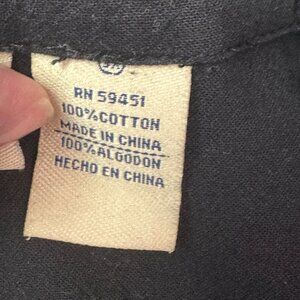 RN 59451
100%COTTON
MADE IN CHINA
100%ALGODON
HECHO EN CHINA